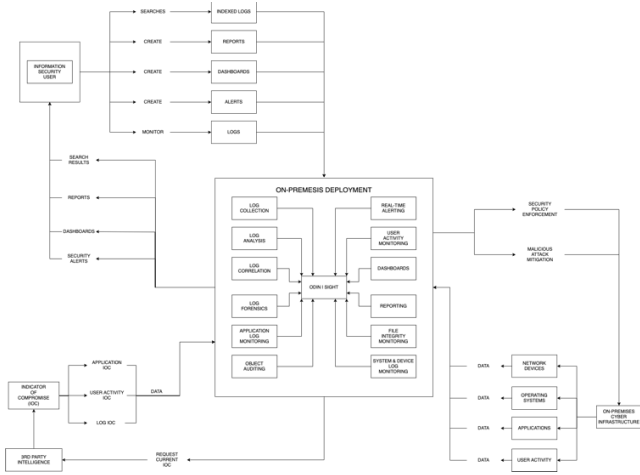 SEARCHES
INDEXED LOGS
CREATE
REPORTS
INFORMATION
SECURITY
USER
CREATE
DASHBOARDS
CREATE
ALERTS
MONITOR
LOGS
SEARCH
RESULTS
REPORTS
DASHBOARDS
SECURITY
ALERTS
ON-PREMESIS DEPLOYMENT
LOG
COLLECTION
REAL-TIME
ALERTING
LOG
ANALYSIS
USER
ACTIVITY
MONITORING
LOG
CORRELATION
DASHBOARDS
ODIN I SIGHT
LOG
FORENSICS
REPORTING
APPLICATION
LOG
MONITORING
FILE
INTEGRITY
MONITORING
OBJECT
AUDITING
SYSTEM & DEVICE
LOG
MONITORING
SECURITY
POLICY
ENFORCEMENT
MALICIOUS
ATTACK
MITIGATION
DATA
NETWORK
DEVICES
DATA
OPERATING
SYSTEMS
DATA
APPLICATIONS
DATA
USER ACTIVITY
ON-PREMISES
CYBER
INFRASTRUCTURE
APPLICATION
IOC
INDICATOR
OF
COMPROMISE
(IOC)
USER ACTIVITY
IOC
DATA
LOG IOC
3RD PARTY
INTELLIGENCE
REQUEST
CURRENT
IOC